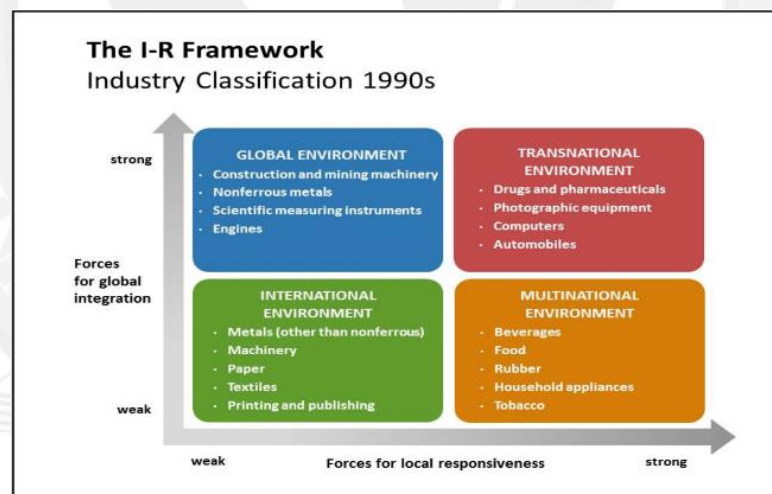 The I-R Framework
Industry Classification 1990s
strong
Forces
for global
integration
weak
GLOBAL ENVIRONMENT
· Construction and mining machinery
· Nonferrous metals
· Scientific measuring instruments
· Engines
TRANSNATIONAL
ENVIRONMENT
· Drugs and pharmaceuticals
· Photographic equipment
· Computers
· Automobiles
INTERNATIONAL
ENVIRONMENT
· Metals (other than nonferrous)
· Machinery
· Paper
· Textiles
· Printing and publishing
MULTINATIONAL
ENVIRONMENT
· Beverages
· Food
· Rubber
· Household appliances
· Tobacco
weak
Forces for local responsiveness
strong